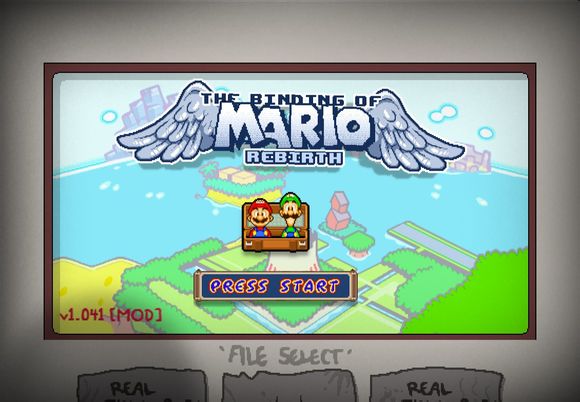 THE BINDING OF
MARIO
REBIRTH
PRESS START
v1.041 [MOD]
'FILE SELECT'
REAL
REAL